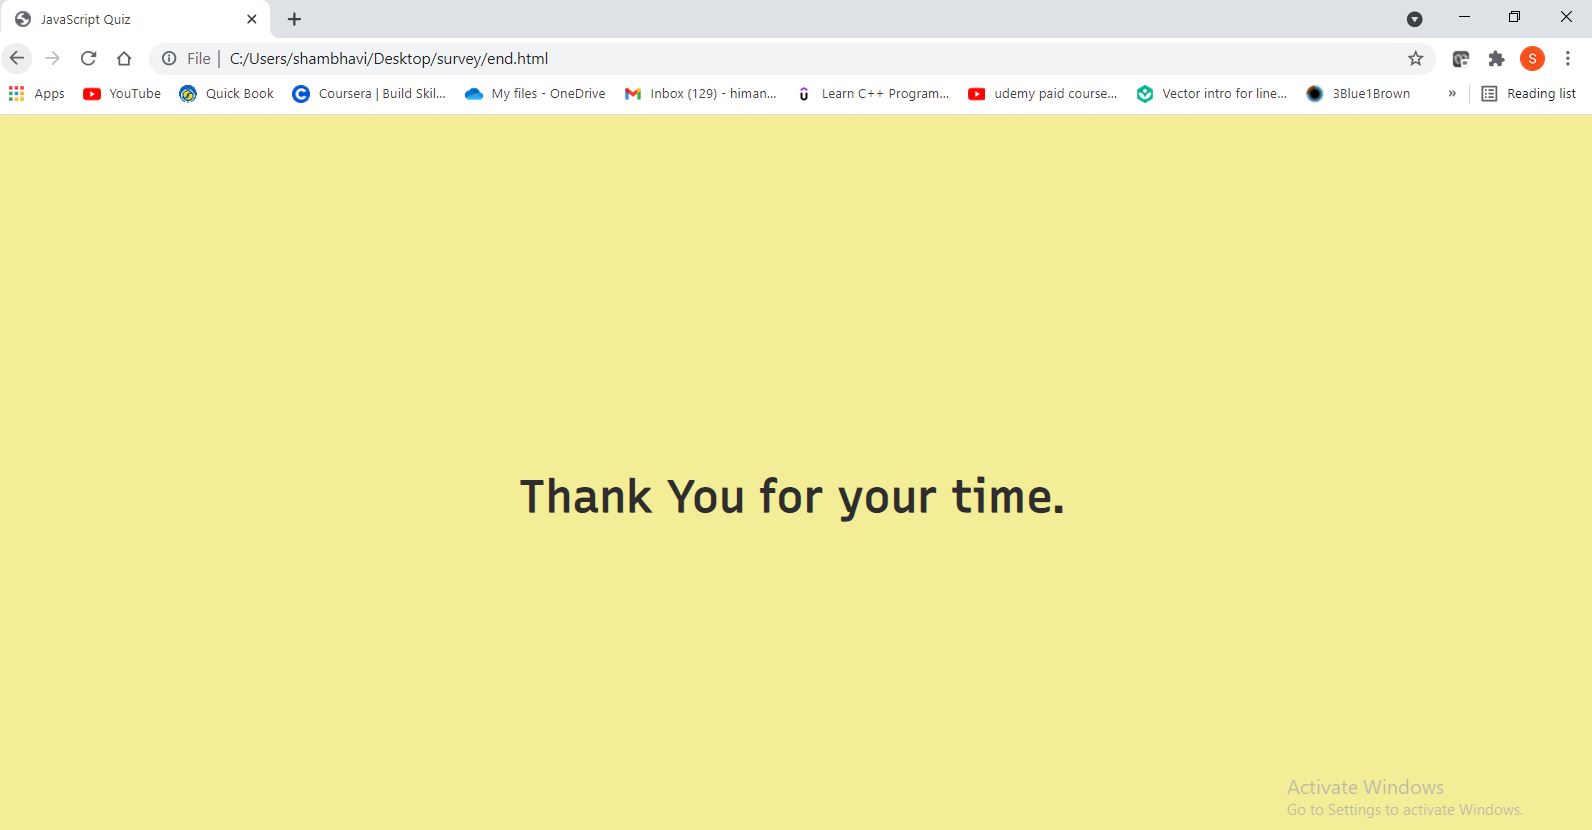 JavaScript Quiz
File | C:/Users/shambhavi/Desktop/survey/end.html
S
Apps YouTube Quick Book Coursera | Build Skil... My files - OneDrive Inbox (129) - himan... Learn C++ Program... udemy paid course... Vector intro for line... 3Blue1Brown » Reading list
Thank You for your time.
Activate Windows
Go to Settings to activate Windows.